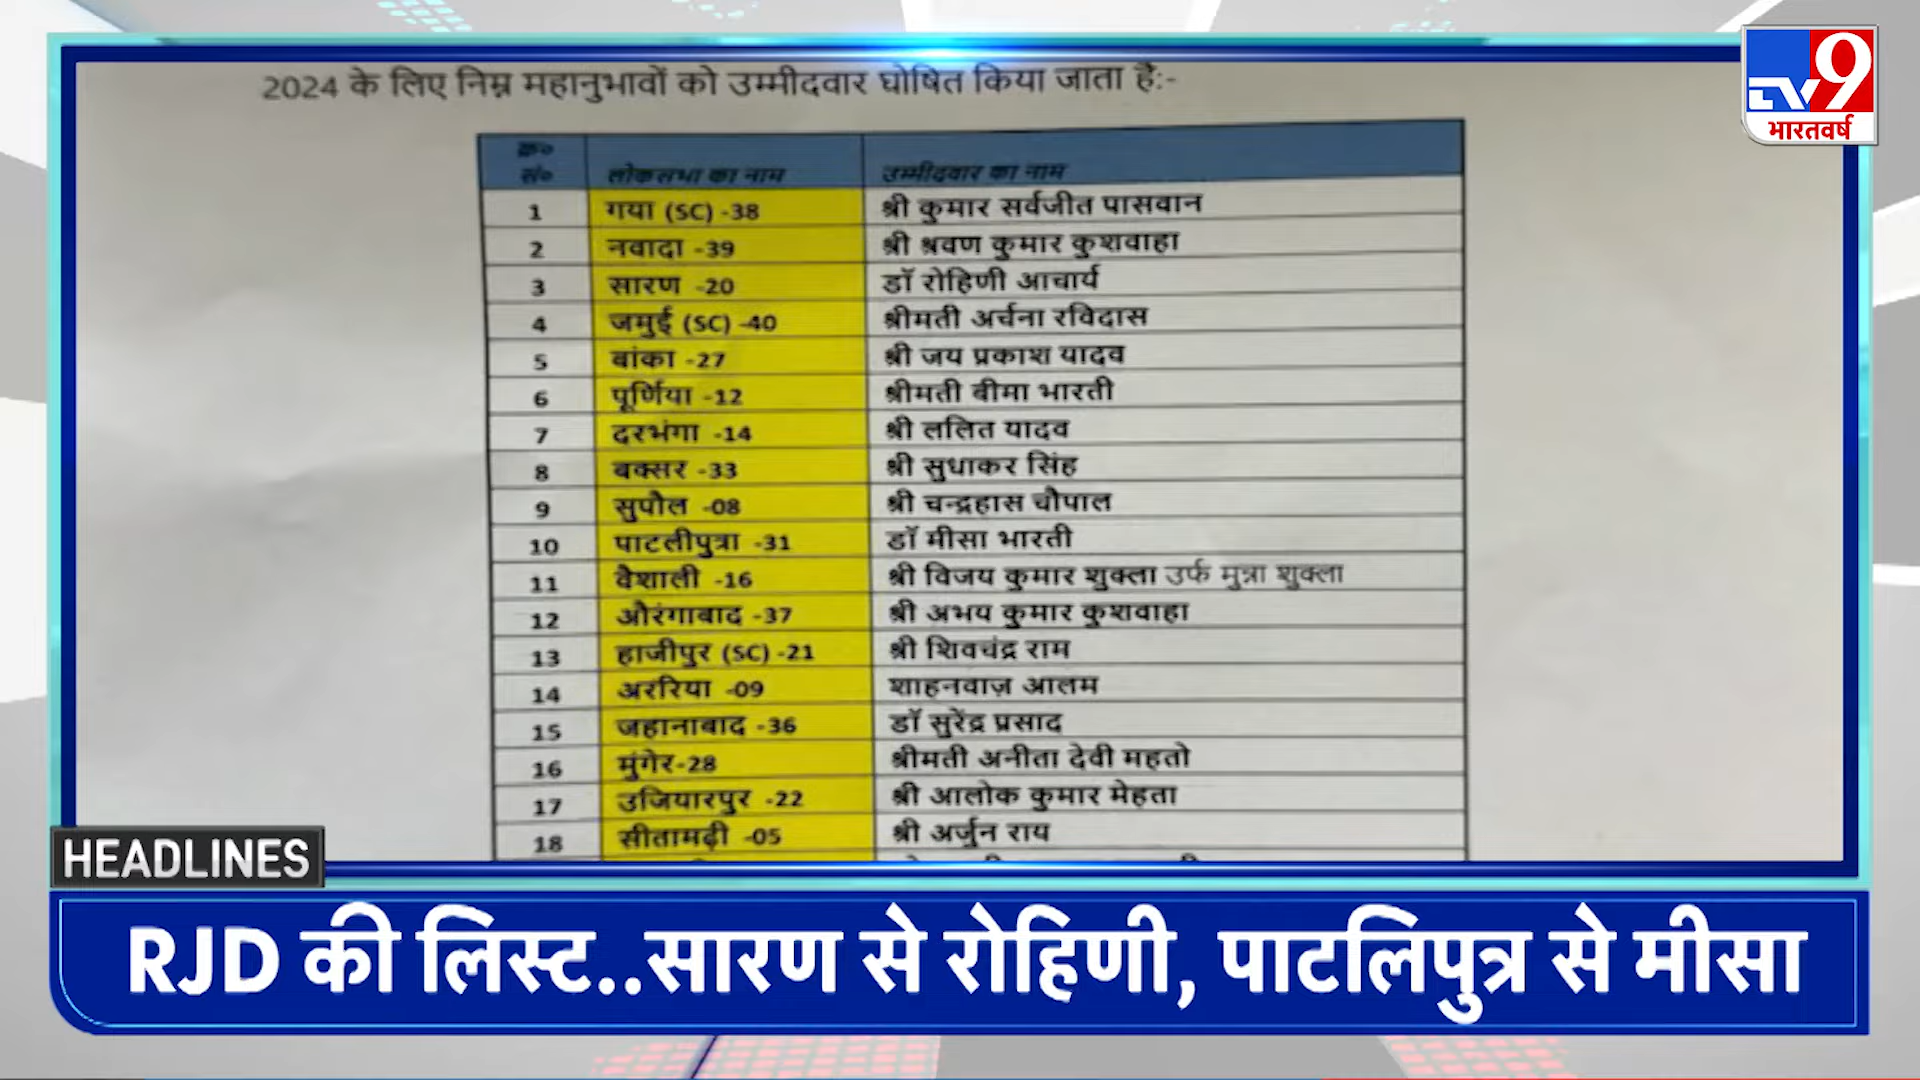 TV9
भारतवर्ष
2024 के लिए निम्न महानुभावों को उम्मीदवार घोषित किया जाता है:-
क्र० सं० लोकसभा का नाम उम्मीदवार का नाम
1 गया (SC) -38 श्री कुमार सर्वजीत पासवान
2 नवादा -39 श्री श्रवण कुमार कुशवाहा
3 सारण -20 डॉ रोहिणी आचार्य
4 जमुई (SC) -40 श्रीमती अर्चना रविदास
5 बांका -27 श्री जय प्रकाश यादव
6 पूर्णिया -12 श्रीमती बीमा भारती
7 दरभंगा -14 श्री ललित यादव
8 बक्सर -33 श्री सुधाकर सिंह
9 सुपौल -08 श्री चन्द्रहास चौपाल
10 पाटलीपुत्रा -31 डॉ मीसा भारती
11 वैशाली -16 श्री विजय कुमार शुक्ला उर्फ मुन्ना शुक्ला
12 औरंगाबाद -37 श्री अभय कुमार कुशवाहा
13 हाजीपुर (SC) -21 श्री शिवचंद्र राम
14 अररिया -09 शाहनवाज़ आलम
15 जहानाबाद -36 डॉ सुरेंद्र प्रसाद
16 मुंगेर-28 श्रीमती अनीता देवी महतो
17 उजियारपुर -22 श्री आलोक कुमार मेहता
18 सीतामढ़ी -05 श्री अर्जुन राय
HEADLINES
RJD की लिस्ट..सारण से रोहिणी, पाटलिपुत्र से मीसा